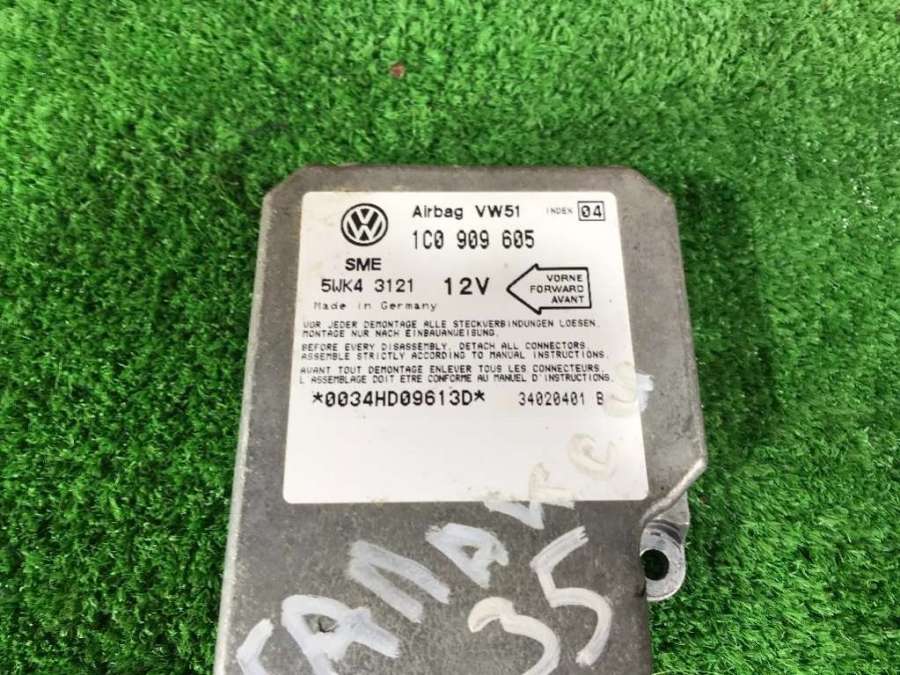 Airbag VW51 INDEX 04
1C0 909 605
SME
5WK4 3121 12V
VORNE
FORWARD
AVANT
Made in Germany
VOR JEDER DEMONTAGE ALLE STECKVERBINDUNGEN LOESEN.
MONTAGE NUR NACH EINBAUANWEISUNG.
BEFORE EVERY DISASSEMBLY, DETACH ALL CONNECTORS.
ASSEMBLE STRICTLY ACCORDING TO MANUAL INSTRUCTIONS.
AVANT TOUT DEMONTAGE ENLEVER TOUS LES CONNECTEURS.
L'ASSEMBLAGE DOIT ETRE CONFORME AU MANUEL D'INSTRUCTIONS.
*0034HD09613D* 34020401 B
35